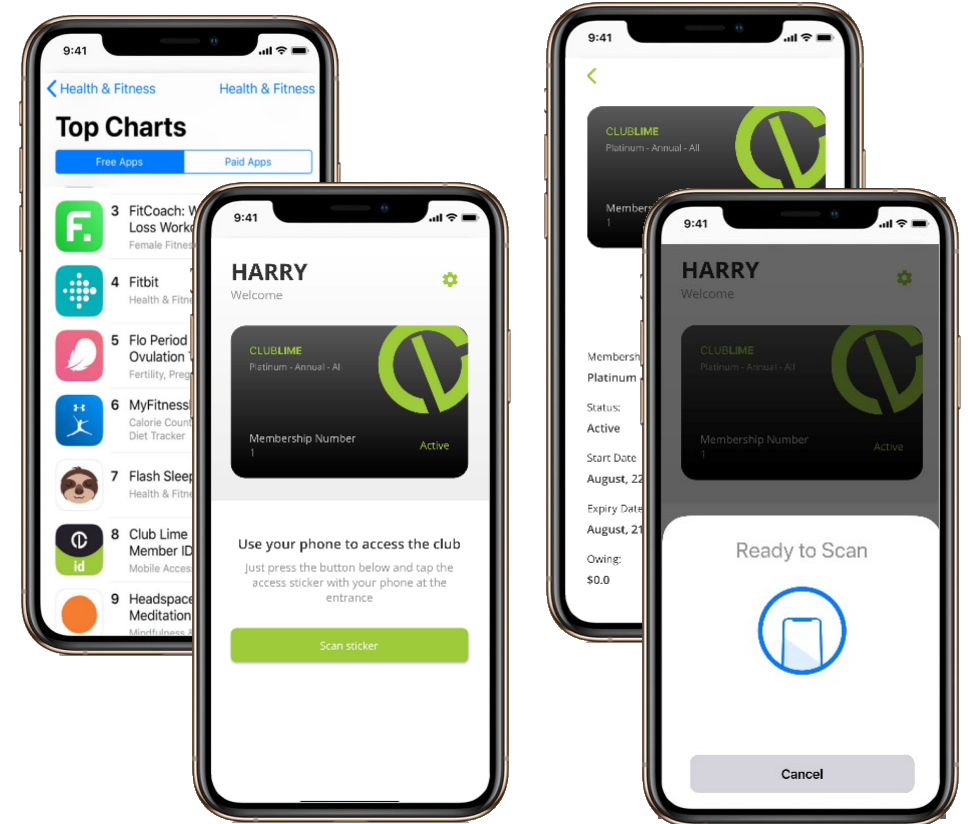 9:41
Health & Fitness
Health & Fitness
Top Charts
Free Apps
Paid Apps
3
FitCoach: W
Loss Worko
Female Fitnes
4
Fitbit
Health & Fitne
5
Flo Period
Ovulation
Fertility, Preg
6
MyFitness
Calorie Coun
Diet Tracker
7
Flash Sleep
Health & Fitne
8
Club Lime
Member ID
Mobile Acces
id
9
Headspace
Meditation
Mindfulness &
9:41
HARRY
Welcome
CLUBLIME
Platinum - Annual - All
Membership Number
1
Active
Use your phone to access the club
Just press the button below and tap the
access sticker with your phone at the
entrance
Scan sticker
9:41
CLUBLIME
Platinum - Annual - All
Members
1
Membersh
Platinum -
Status:
Active
Start Date
August, 22
Expiry Date
August, 21
Owing:
$0.0
9:41
HARRY
Welcome
CLUBLIME
Platinum - Annual - All
Membership Number
1
Active
Ready to Scan
Cancel